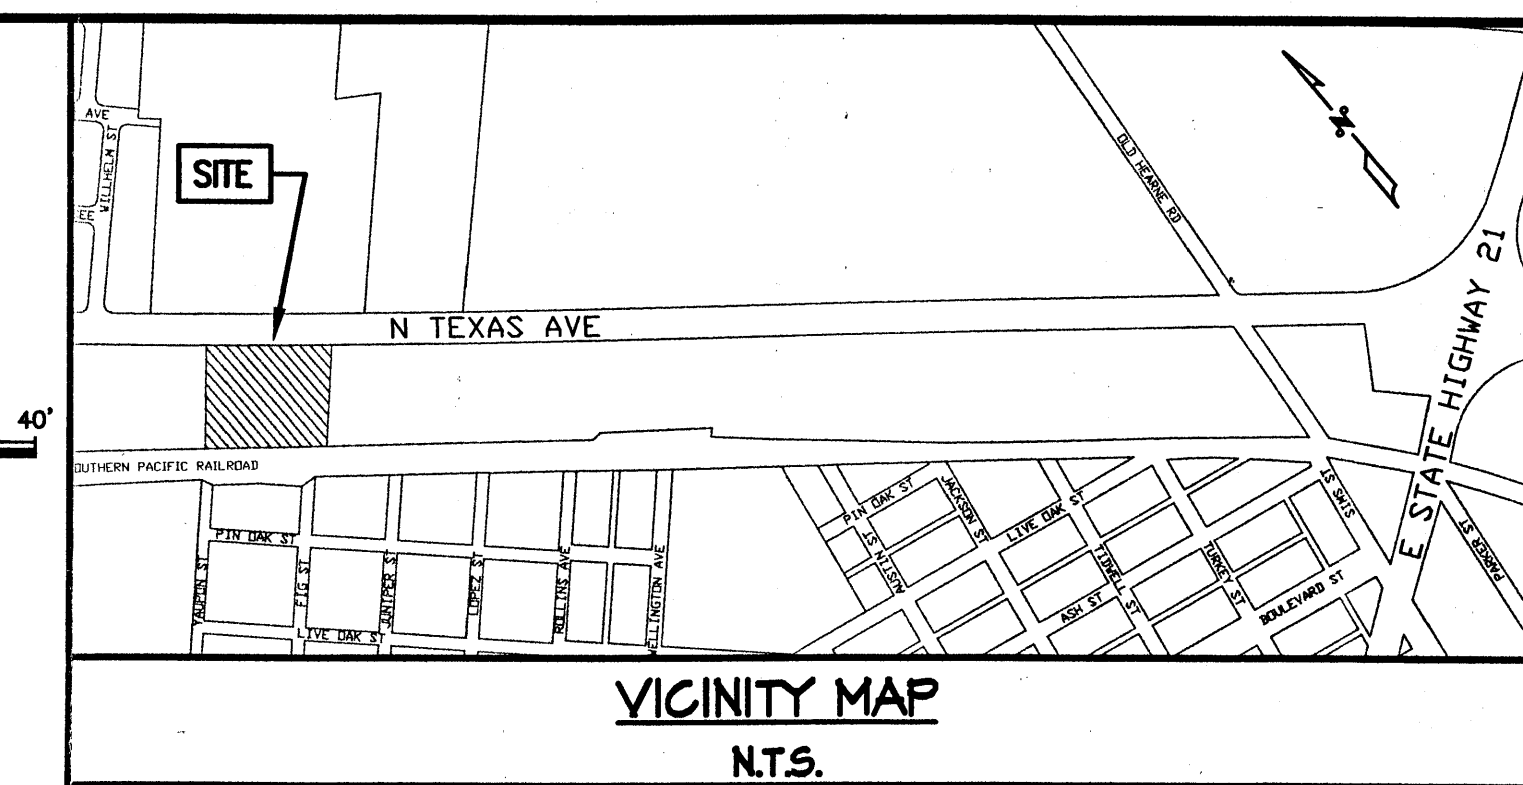 AVE
WILLHELM ST
EE
SITE
OLD HEARNE RD
N
N TEXAS AVE
E STATE HIGHWAY 21
40'
OUTHERN PACIFIC RAILROAD
PIN OAK ST
YAUPON ST
FIG ST
JUNIPER ST
LOPEZ ST
ROLLINS AVE
ELLINGTON AVE
LIVE OAK ST
PIN OAK ST
JACKSON ST
AUSTIN ST
LIVE OAK ST
TIDWELL ST
ASH ST
TURKEY ST
BOULEVARD ST
SIMS ST
PARKER ST
VICINITY MAP
N.T.S.